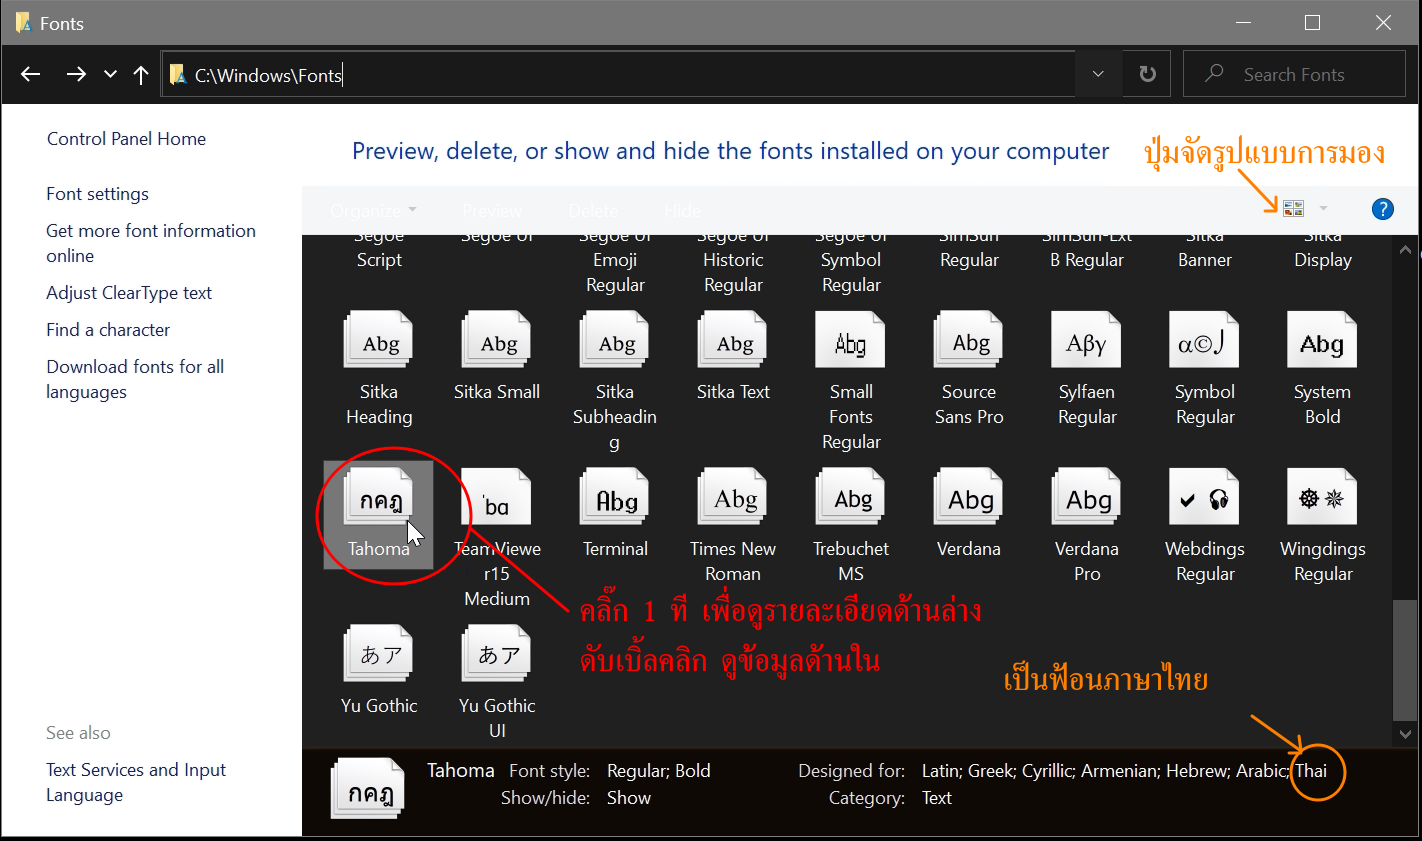 Fonts
C:\Windows\Fonts
Search Fonts
Control Panel Home
Font settings
Get more font information
online
Adjust ClearType text
Find a character
Download fonts for all
languages
See also
Text Services and Input
Language
Preview, delete, or show and hide the fonts installed on your computer
ปุ่มจัดรูปแบบการมอง
Organize Preview Delete Hide
?
Segoe Segoe UI Segoe UI Segoe UI Segoe UI SimSun SimSun-Ext Sitka Sitka
Script Emoji Historic Symbol Regular B Regular Banner Display
Regular Regular Regular
Abg Abg Abg Abg Abg Abg Αβγ α©J Abg
Sitka Sitka Small Sitka Sitka Text Small Source Sylfaen Symbol System
Heading Subheadin Fonts Sans Pro Regular Regular Bold
g Regular
กคฎ 'ba Abg Abg Abg Abg Abg
Tahoma TeamViewe Terminal Times New Trebuchet Verdana Verdana Webdings Wingdings
r15 Roman MS Pro Regular Regular
Medium
คลิ๊ก 1 ที เพื่อดูรายละเอียดด้านล่าง
ดับเบิ้ลคลิก ดูข้อมูลด้านใน
あア あア
Yu Gothic Yu Gothic
UI
เป็นฟ้อนภาษาไทย
กคฎ
Tahoma Font style: Regular; Bold Designed for: Latin; Greek; Cyrillic; Armenian; Hebrew; Arabic; Thai
Show/hide: Show Category: Text